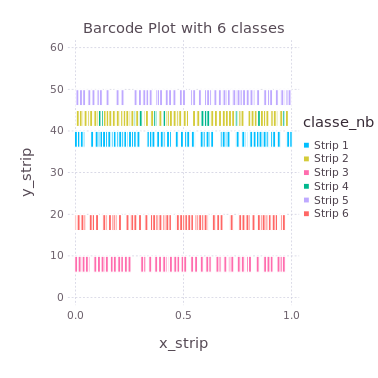 Barcode Plot with 6 classes
60
50
40
30
20
10
0
y_strip
0.0
0.5
1.0
x_strip
classe_nb
Strip 1
Strip 2
Strip 3
Strip 4
Strip 5
Strip 6